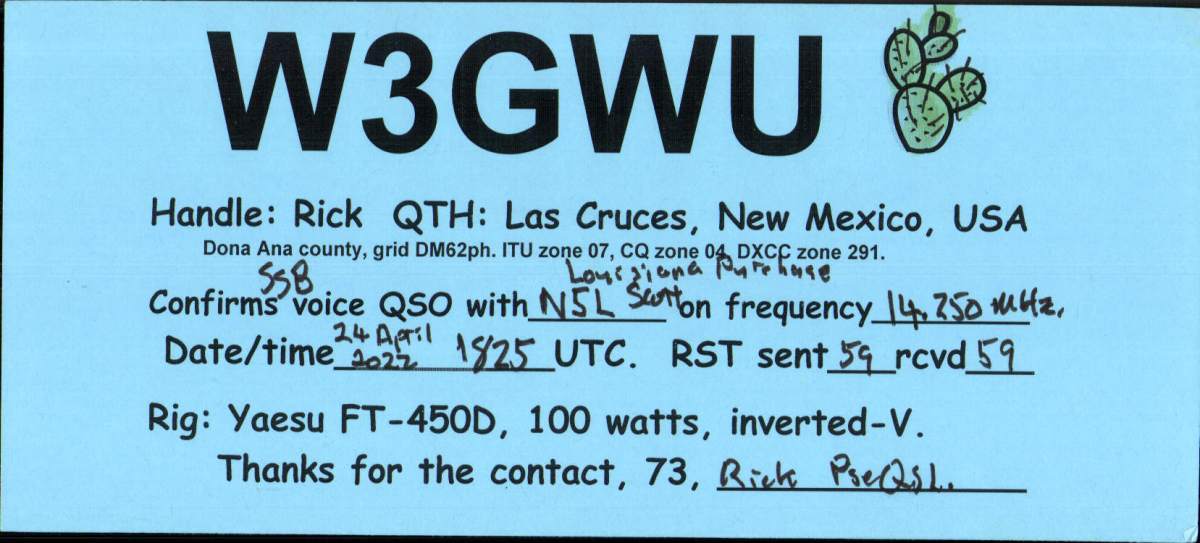 W3GWU
Handle: Rick QTH: Las Cruces, New Mexico, USA
Dona Ana county, grid DM62ph. ITU zone 07, CQ zone 04, DXCC zone 291.
SSB Louisiana Purchase
Confirms voice QSO with N5L Scott on frequency 14.250 MHz.
24 April
Date/time 2022 1825 UTC. RST sent 59 rcvd 59
Rig: Yaesu FT-450D, 100 watts, inverted-V.
Thanks for the contact, 73, Rick Pse QSL.